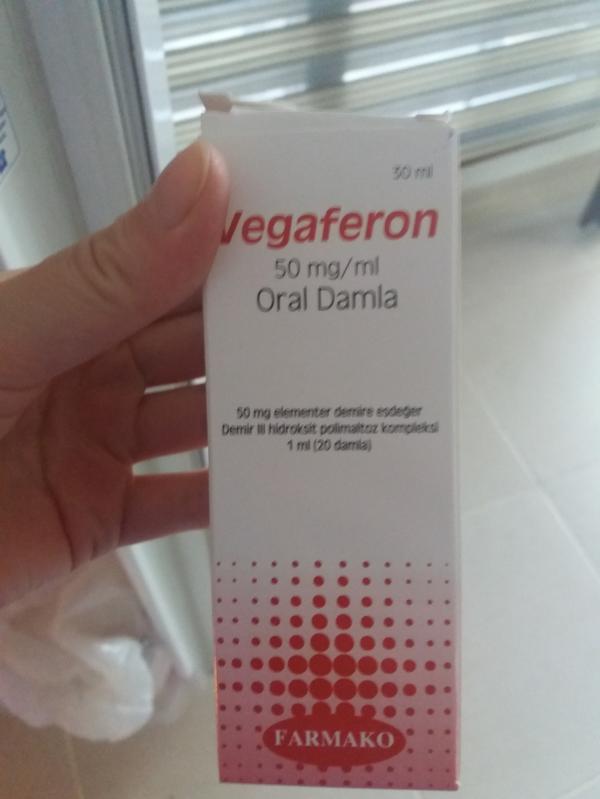 30 ml
Vegaferon
50 mg/ml
Oral Damla
50 mg elementer demire eşdeğer
Demir III hidroksit polimaltoz kompleksi
1 ml (20 damla)
FARMAKO